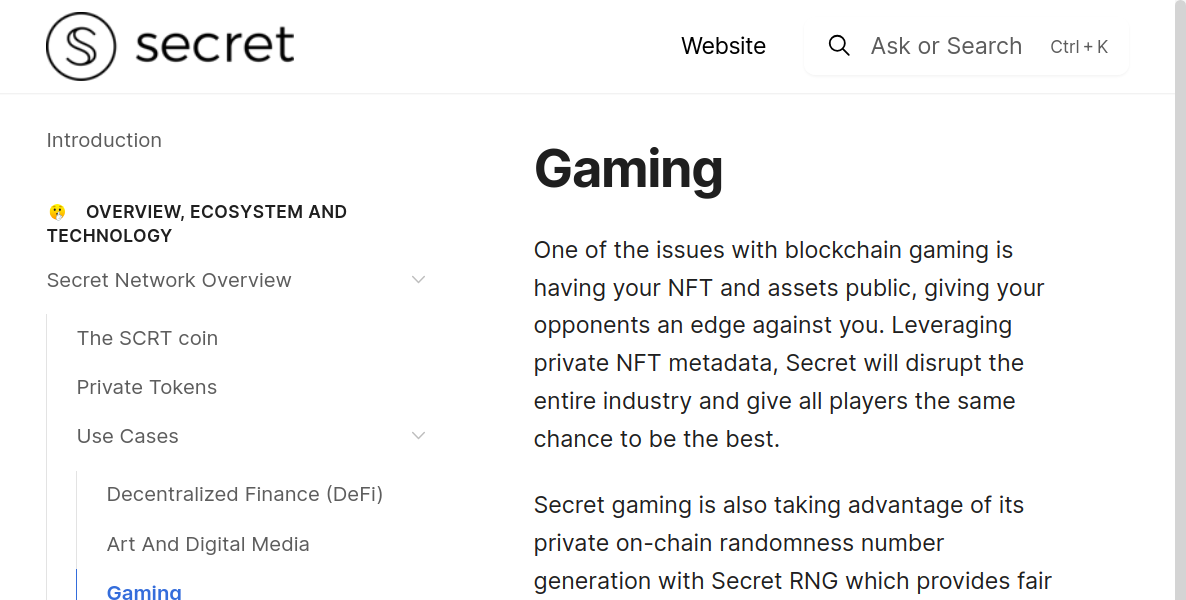 secret
Website
Ask or Search Ctrl + K
Introduction
OVERVIEW, ECOSYSTEM AND
TECHNOLOGY
Secret Network Overview
The SCRT coin
Private Tokens
Use Cases
Decentralized Finance (DeFi)
Art And Digital Media
Gaming
Gaming
One of the issues with blockchain gaming is
having your NFT and assets public, giving your
opponents an edge against you. Leveraging
private NFT metadata, Secret will disrupt the
entire industry and give all players the same
chance to be the best.
Secret gaming is also taking advantage of its
private on-chain randomness number
generation with Secret RNG which provides fair